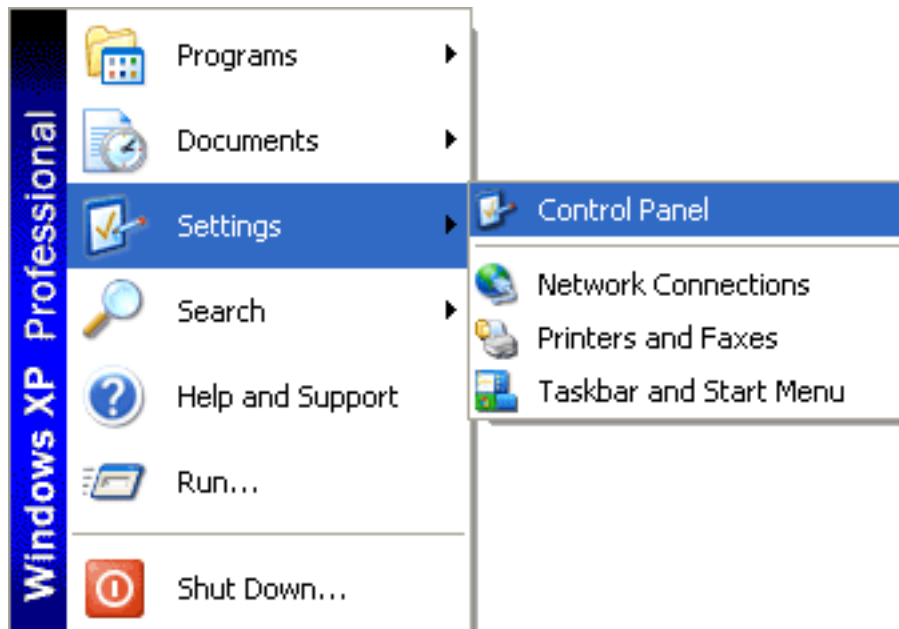 Windows XP Professional
Programs
Documents
Settings
Search
Help and Support
Run...
Shut Down...
Control Panel
Network Connections
Printers and Faxes
Taskbar and Start Menu